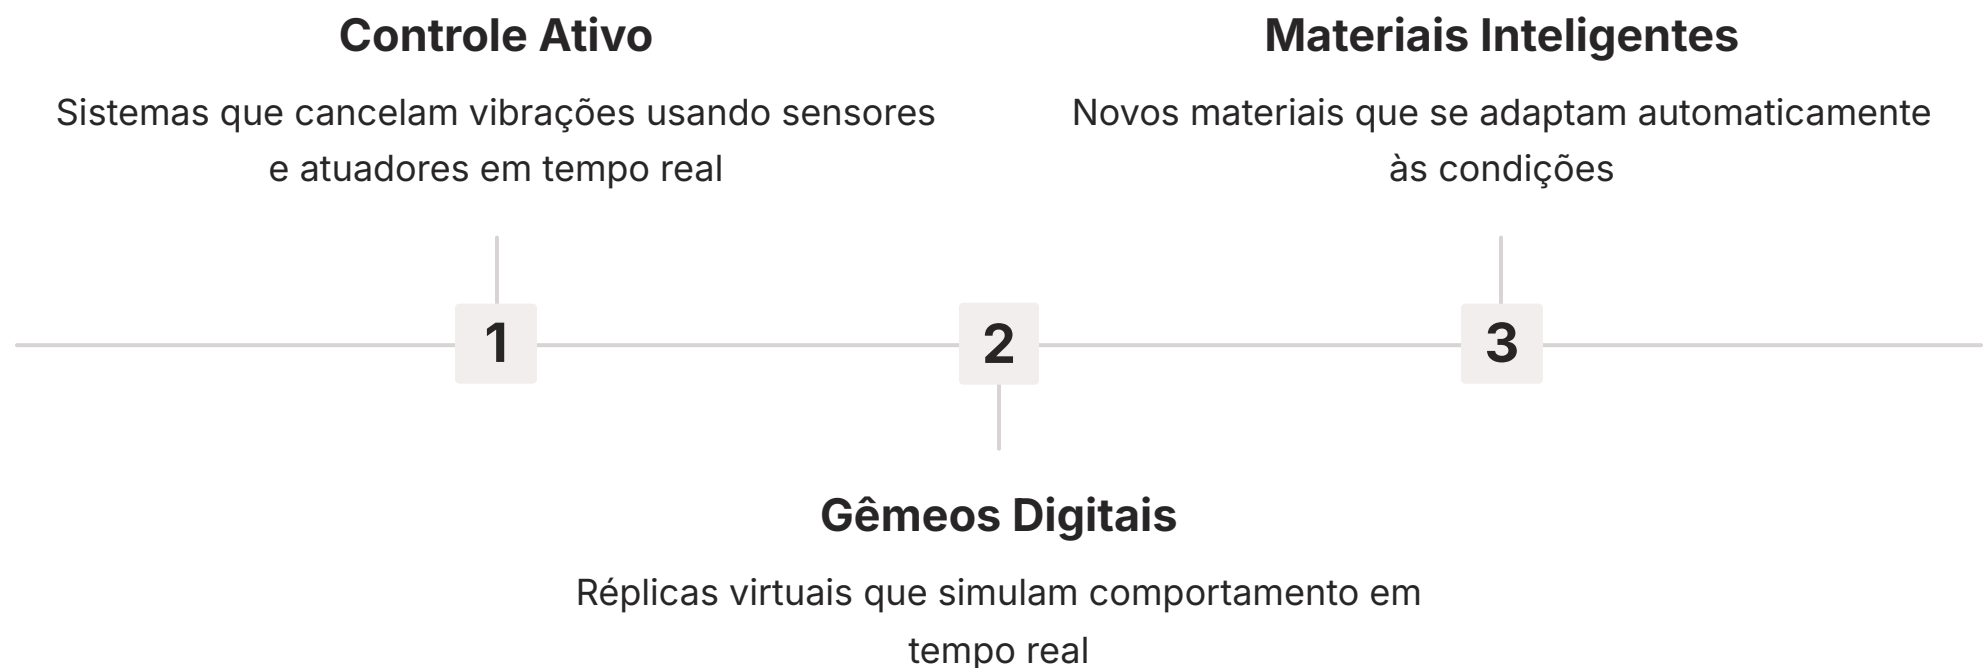 Controle Ativo
Sistemas que cancelam vibrações usando sensores
e atuadores em tempo real
Materiais Inteligentes
Novos materiais que se adaptam automaticamente
às condições
1
2
3
Gêmeos Digitais
Réplicas virtuais que simulam comportamento em
tempo real